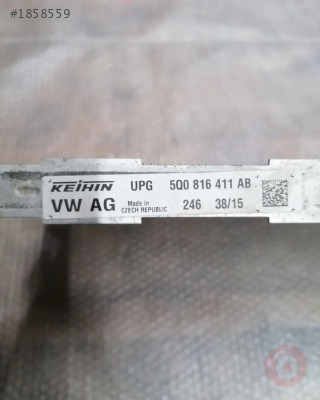 #1858559
KEIHIN UPG 5Q0 816 411 AB
VW AG Made in CZECH REPUBLIC 246 38/15